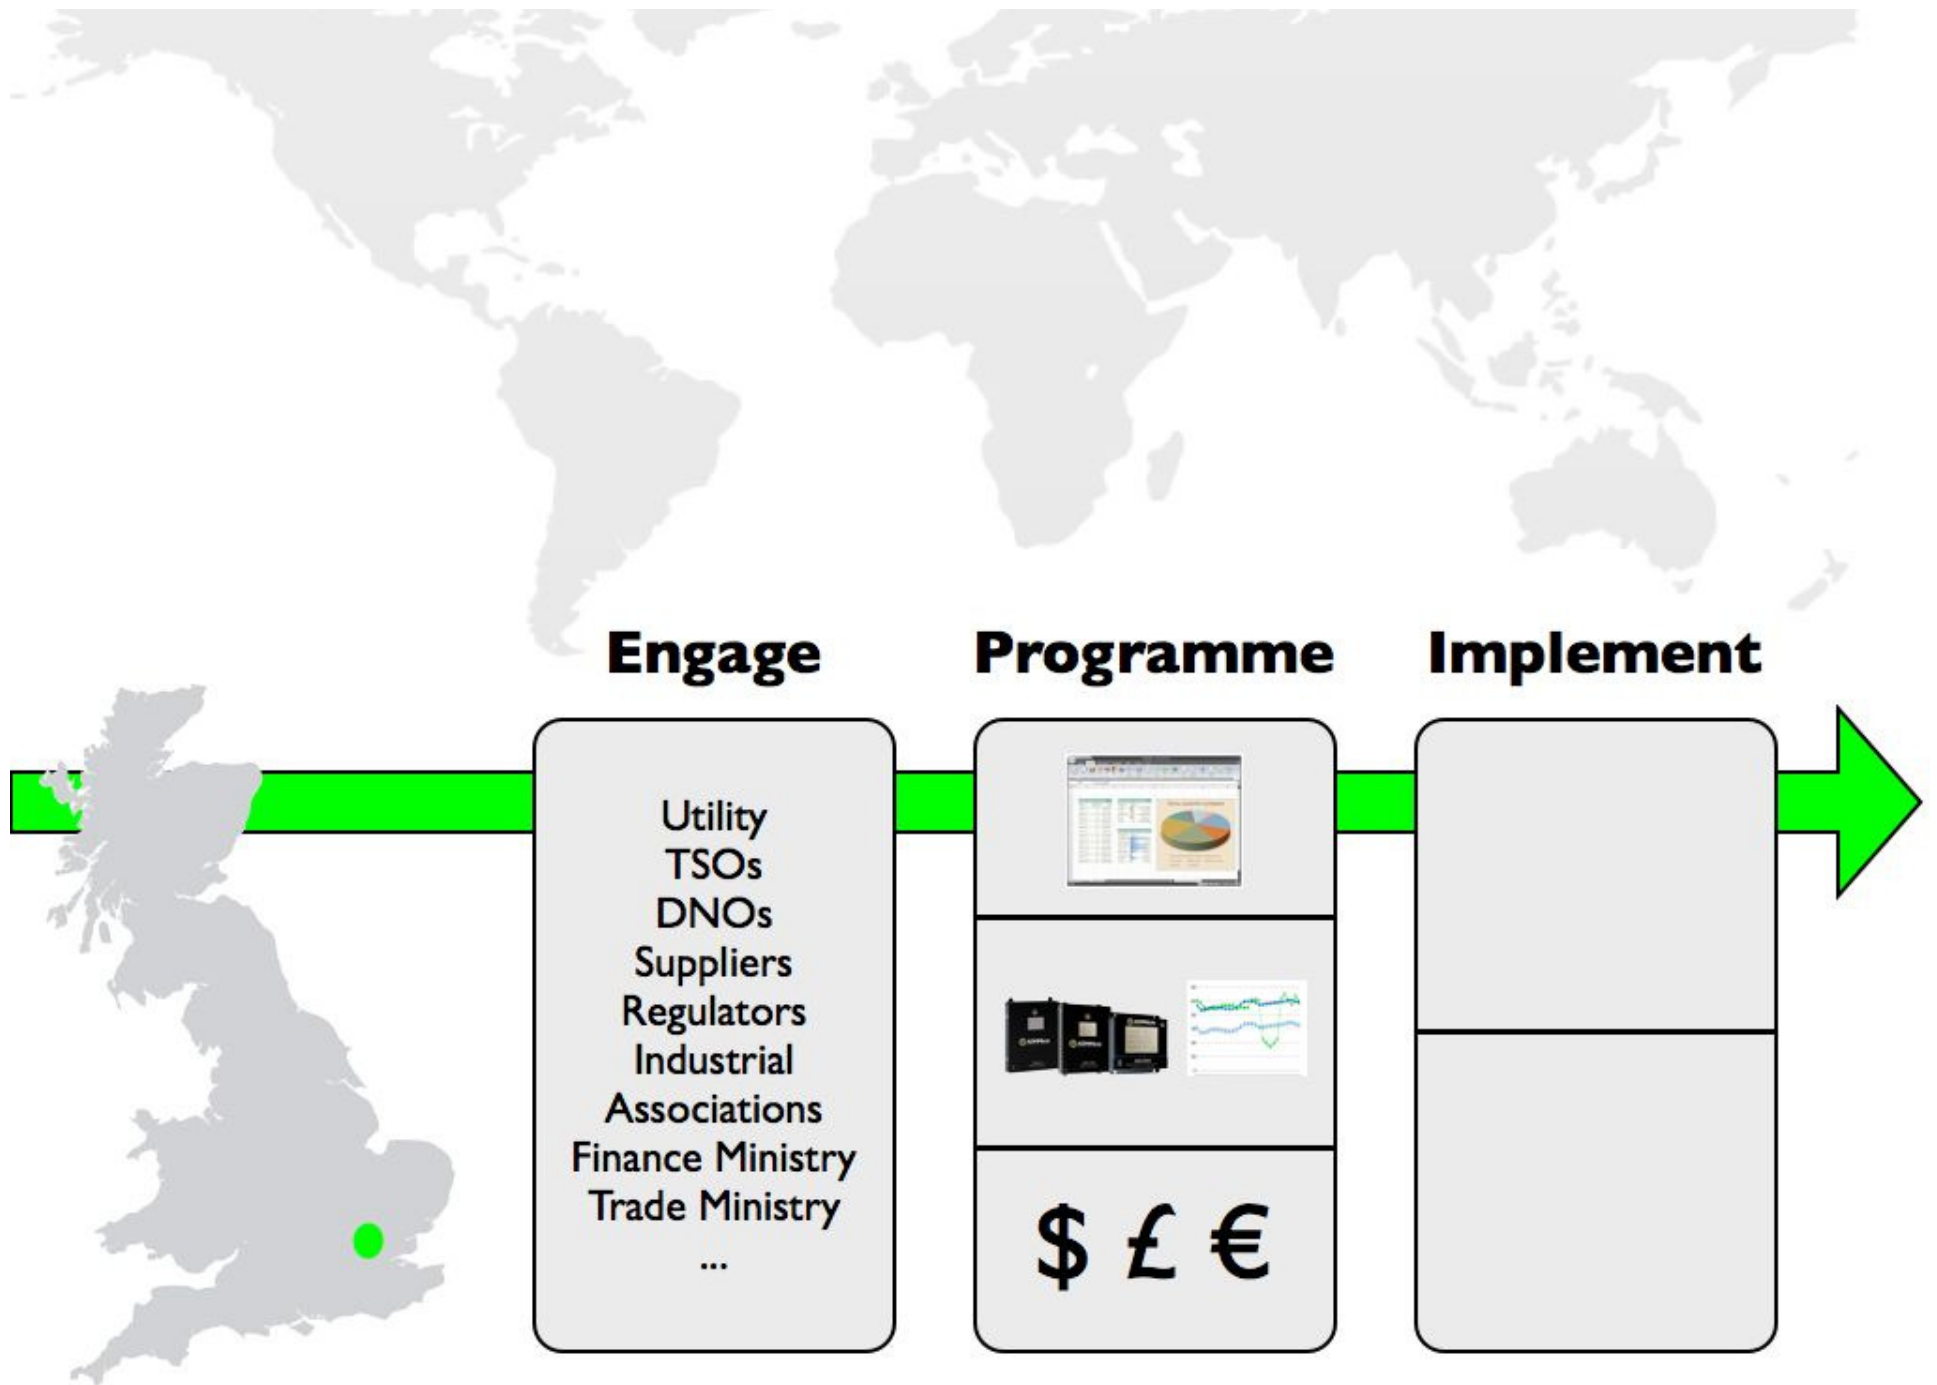 Engage
Programme
Implement
Utility
TSOs
DNOs
Suppliers
Regulators
Industrial
Associations
Finance Ministry
Trade Ministry
...
$ £ €